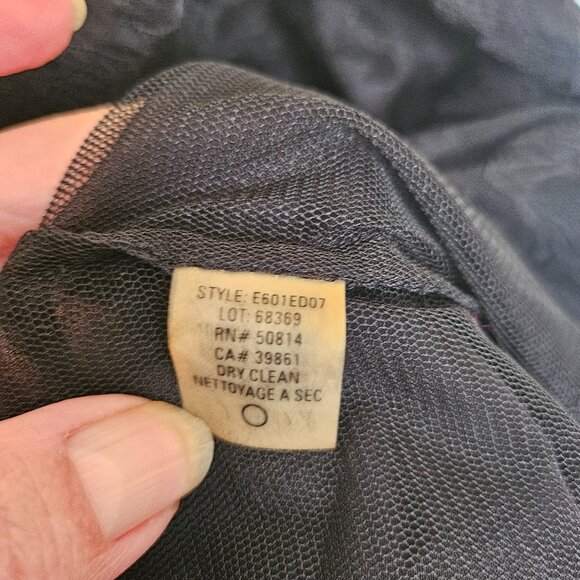 STYLE: E601ED07
LOT: 68369
RN# 50814
CA# 39861
DRY CLEAN
NETTOYAGE A SEC